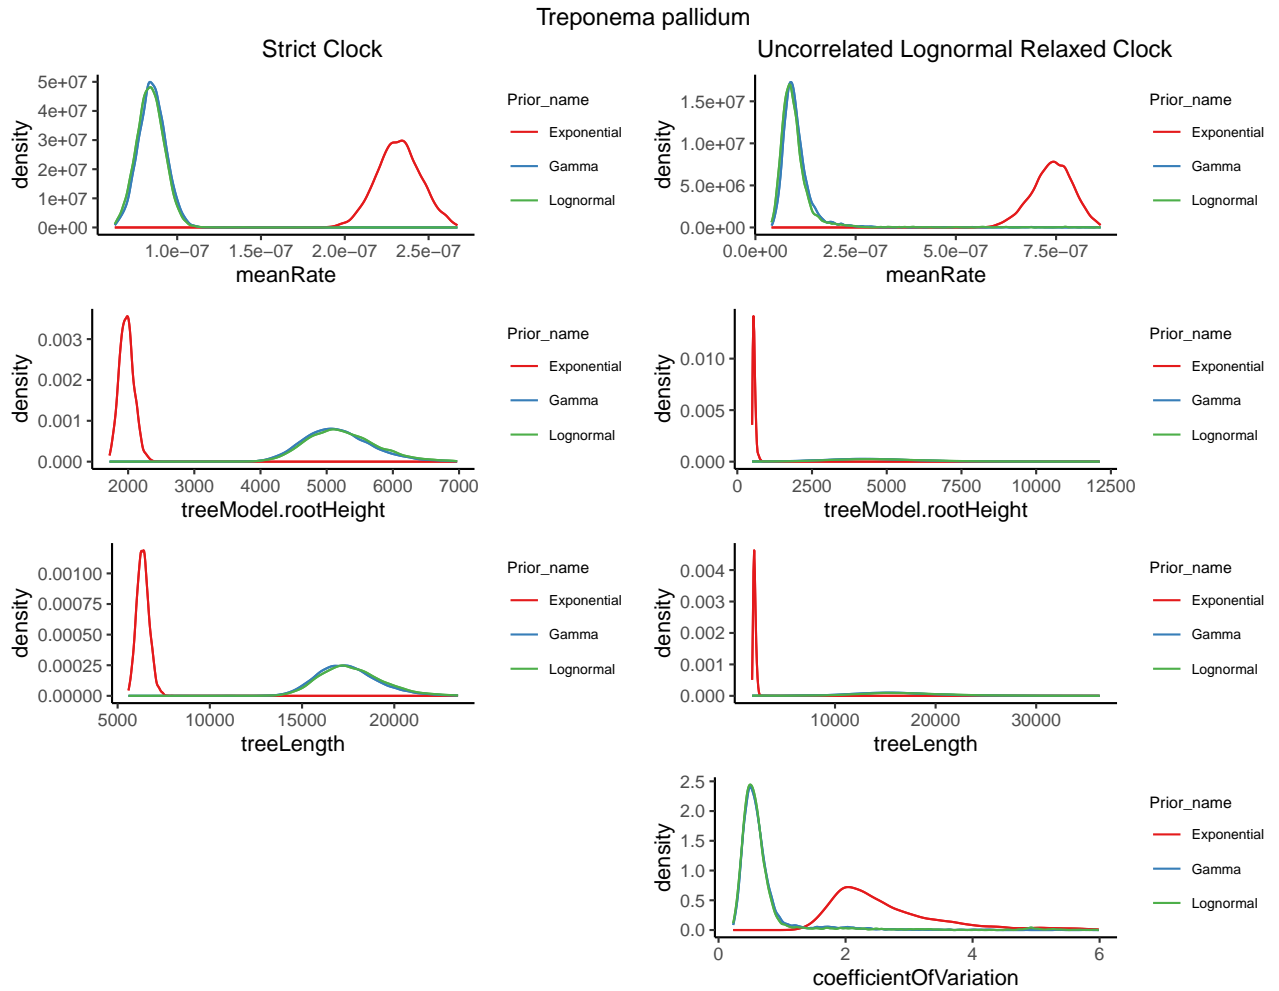 Treponema pallidum
Strict Clock
Uncorrelated Lognormal Relaxed Clock
density
5e+07
4e+07
3e+07
2e+07
1e+07
0e+00
1.0e−07 1.5e−07 2.0e−07 2.5e−07
meanRate
Prior_name
Exponential
Gamma
Lognormal
density
1.5e+07
1.0e+07
5.0e+06
0.0e+00
0.0e+00 2.5e−07 5.0e−07 7.5e−07
meanRate
Prior_name
Exponential
Gamma
Lognormal
density
0.003
0.002
0.001
0.000
2000 3000 4000 5000 6000 7000
treeModel.rootHeight
Prior_name
Exponential
Gamma
Lognormal
density
0.010
0.005
0.000
0 2500 5000 7500 10000 12500
treeModel.rootHeight
Prior_name
Exponential
Gamma
Lognormal
density
0.00100
0.00075
0.00050
0.00025
0.00000
5000 10000 15000 20000
treeLength
Prior_name
Exponential
Gamma
Lognormal
density
0.004
0.003
0.002
0.001
0.000
10000 20000 30000
treeLength
Prior_name
Exponential
Gamma
Lognormal
density
2.5
2.0
1.5
1.0
0.5
0.0
0 2 4 6
coefficientOfVariation
Prior_name
Exponential
Gamma
Lognormal